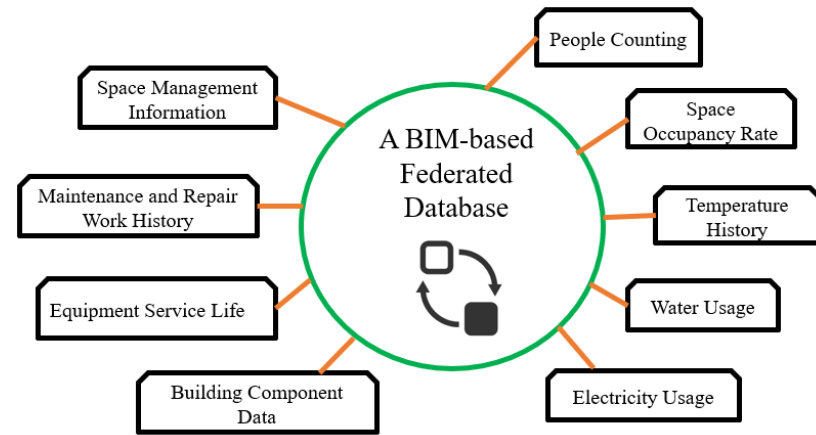 People Counting
Space Management
Information
A BIM-based
Federated
Database
Space
Occupancy Rate
Maintenance and Repair
Work History
Temperature
History
Equipment Service Life
Water Usage
Building Component
Data
Electricity Usage